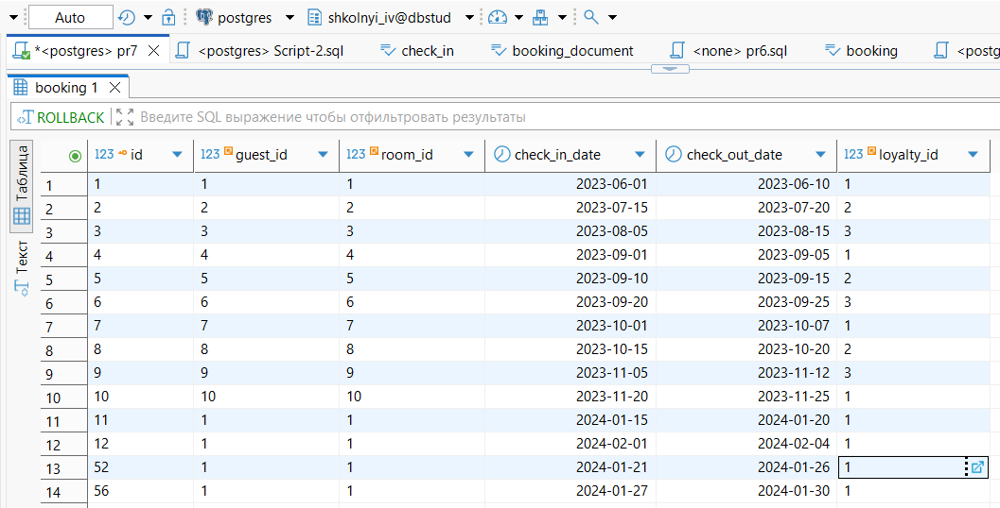 Auto postgres shkolnyi_iv@dbstud
*<postgres> pr7 <postgres> Script-2.sql check_in booking_document <none> pr6.sql booking <postg
booking 1
ROLLBACK Введите SQL выражение чтобы отфильтровать результаты
Таблица
Текст
123 id 123 guest_id 123 room_id check_in_date check_out_date 123 loyalty_id
1 1 1 1 2023-06-01 2023-06-10 1
2 2 2 2 2023-07-15 2023-07-20 2
3 3 3 3 2023-08-05 2023-08-15 3
4 4 4 4 2023-09-01 2023-09-05 1
5 5 5 5 2023-09-10 2023-09-15 2
6 6 6 6 2023-09-20 2023-09-25 3
7 7 7 7 2023-10-01 2023-10-07 1
8 8 8 8 2023-10-15 2023-10-20 2
9 9 9 9 2023-11-05 2023-11-12 3
10 10 10 10 2023-11-20 2023-11-25 1
11 11 1 1 2024-01-15 2024-01-20 1
12 12 1 1 2024-02-01 2024-02-04 1
13 52 1 1 2024-01-21 2024-01-26 1
14 56 1 1 2024-01-27 2024-01-30 1